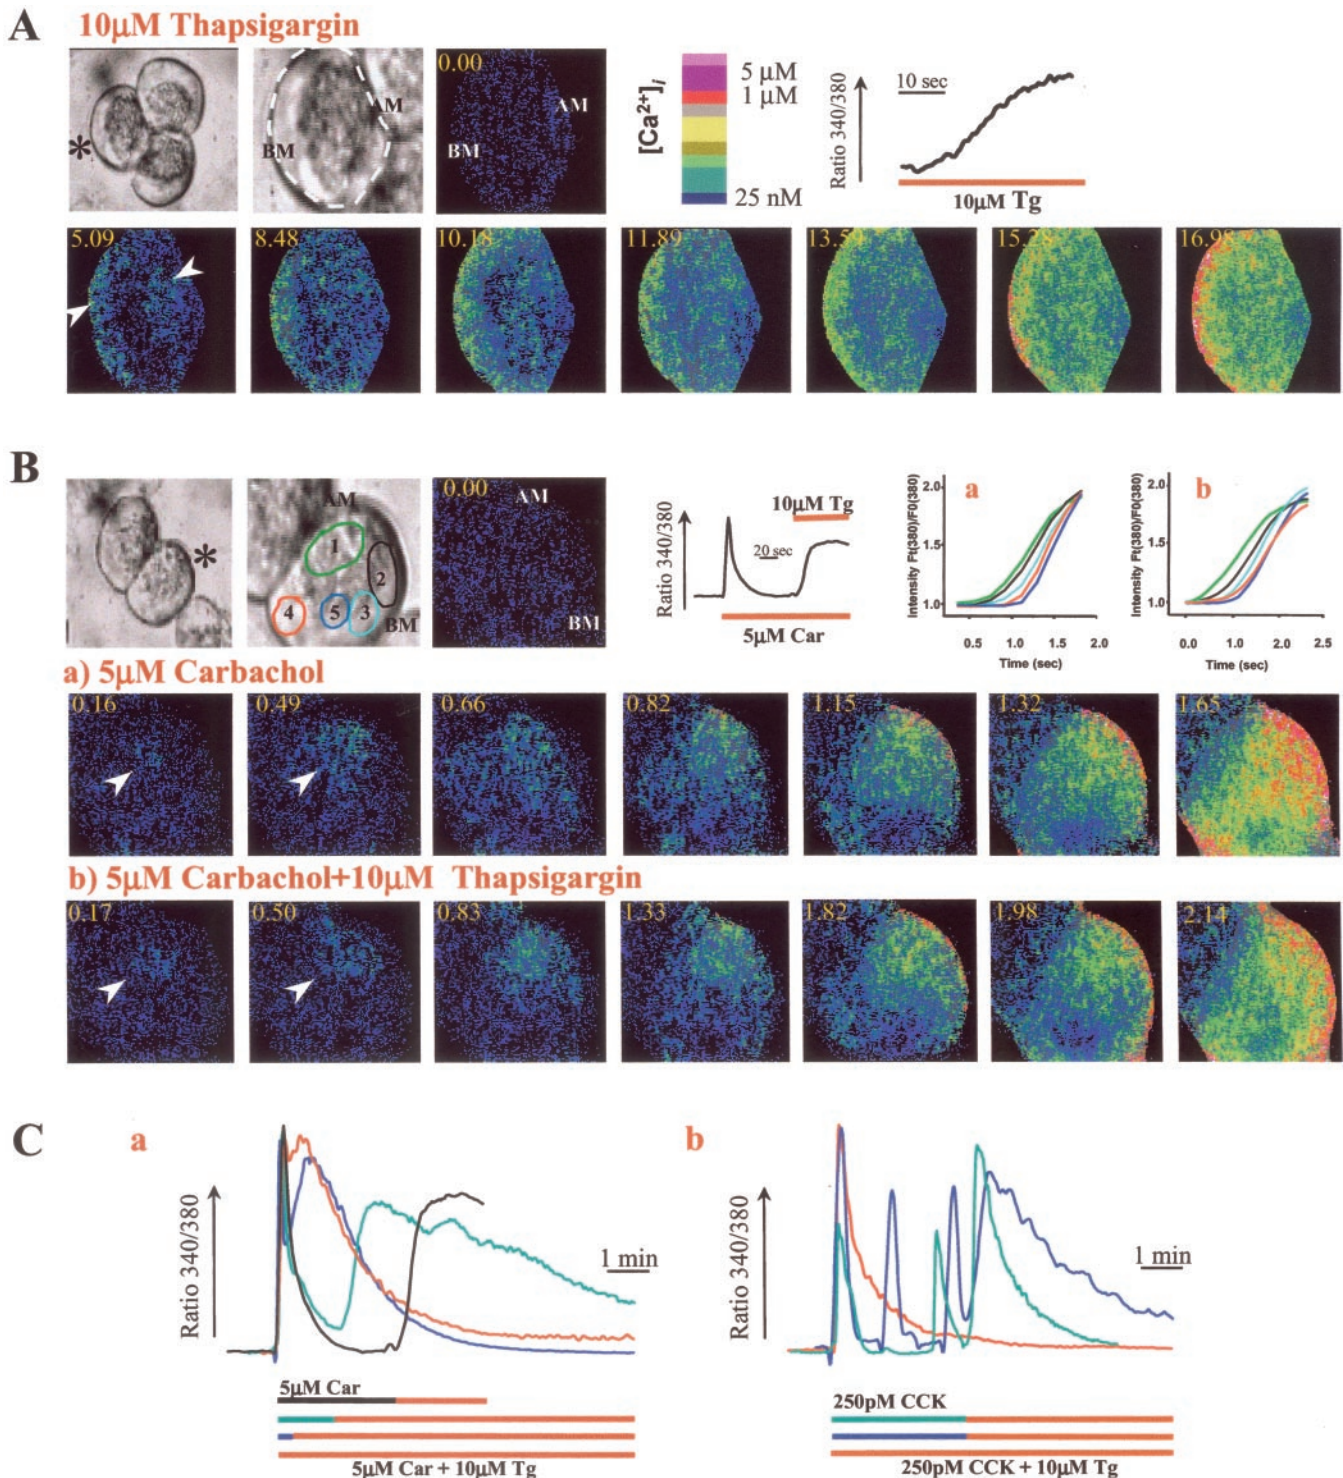 A
10µM Thapsigargin
AM
BM
0.00
AM
BM
[Ca²⁺]i
5 µM
1 µM
25 nM
Ratio 340/380
10 sec
10µM Tg
5.09
8.48
10.18
11.89
16.98
B
AM
1
2
3
4
5
BM
0.00
AM
BM
Ratio 340/380
10µM Tg
20 sec
5µM Car
a
Intensity Ft(380)/F0(380)
2.0
1.5
1.0
0.5
1.0
1.5
2.0
Time (sec)
b
Intensity Ft(380)/F0(380)
2.0
1.5
1.0
0.0
1.0
2.0
2.5
Time (sec)
a) 5µM Carbachol
0.16
0.49
0.66
0.82
1.15
1.32
1.65
b) 5µM Carbachol+10µM Thapsigargin
0.17
0.50
0.83
1.33
1.82
1.98
2.14
C
a
Ratio 340/380
1 min
5µM Car
5µM Car + 10µM Tg
b
Ratio 340/380
1 min
250pM CCK
250pM CCK + 10µM Tg